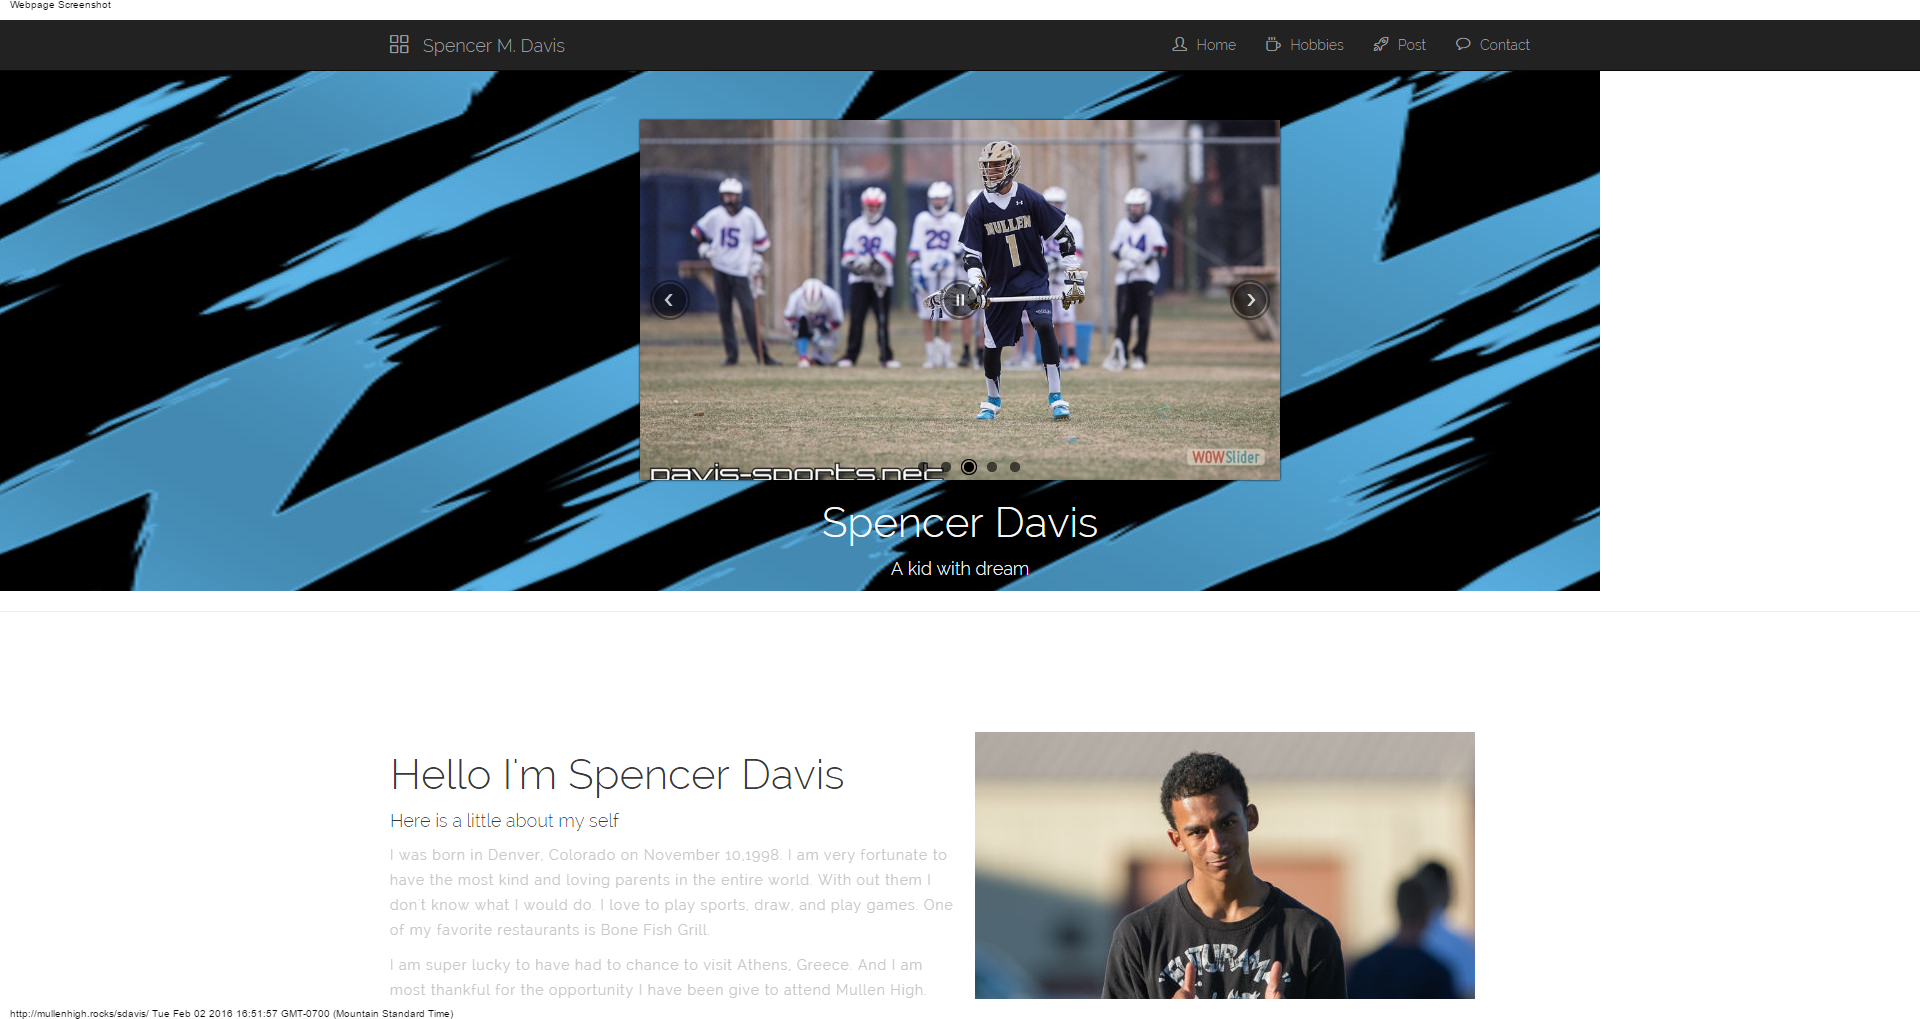 Webpage Screenshot
Spencer M. Davis
Home
Hobbies
Post
Contact
15
38
29
MULLEN
1
4
davis-sports.net
WOWSlider
Spencer Davis
A kid with dream
Hello I'm Spencer Davis
Here is a little about my self
I was born in Denver, Colorado on November 10,1998. I am very fortunate to
have the most kind and loving parents in the entire world. With out them I
don't know what I would do. I love to play sports, draw, and play games. One
of my favorite restaurants is Bone Fish Grill.
I am super lucky to have had to chance to visit Athens, Greece. And I am
most thankful for the opportunity I have been give to attend Mullen High.
http://mullenhigh.rocks/sdavis/ Tue Feb 02 2016 16:51:57 GMT-0700 (Mountain Standard Time)